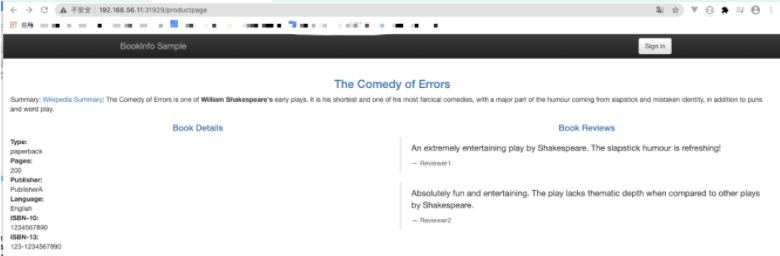 不安全 | 192.168.56.11:31929/productpage
应用
BookInfo Sample
Sign in
The Comedy of Errors
Summary: Wikipedia Summary: The Comedy of Errors is one of William Shakespeare's early plays. It is his shortest and one of his most farcical comedies, with a major part of the humour coming from slapstick and mistaken identity, in addition to puns
and word play.
Book Details
Type:
paperback
Pages:
200
Publisher:
PublisherA
Language:
English
ISBN-10:
1234567890
ISBN-13:
123-1234567890
Book Reviews
An extremely entertaining play by Shakespeare. The slapstick humour is refreshing!
— Reviewer1
Absolutely fun and entertaining. The play lacks thematic depth when compared to other plays
by Shakespeare.
— Reviewer2